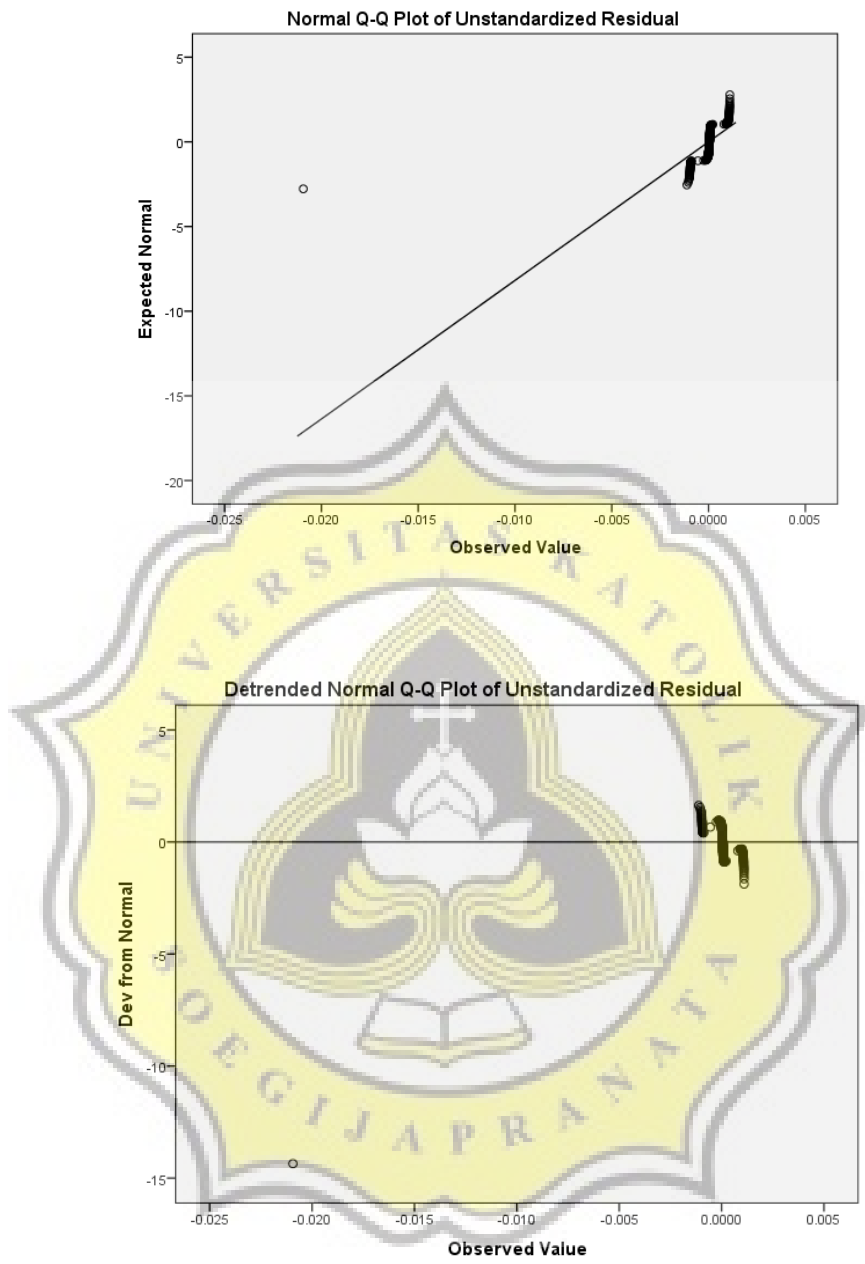 Normal Q-Q Plot of Unstandardized Residual
5
0
-5
-10
-15
-20
Expected Normal
-0.025 -0.020 -0.015 -0.010 -0.005 0.0000 0.005
Observed Value
UNIVERSITAS KATOLIK
SOEGIJAPRANATA
Detrended Normal Q-Q Plot of Unstandardized Residual
5
0
-5
-10
-15
Dev from Normal
-0.025 -0.020 -0.015 -0.010 -0.005 0.0000 0.005
Observed Value